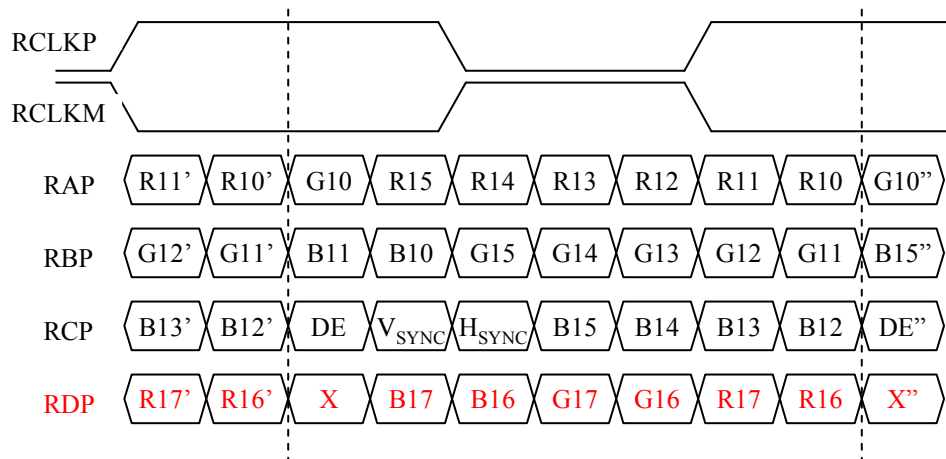 RCLKP
RCLKM
RAP R11’ R10’ G10 R15 R14 R13 R12 R11 R10 G10”
RBP G12’ G11’ B11 B10 G15 G14 G13 G12 G11 B15”
RCP B13’ B12’ DE VSYNC HSYNC B15 B14 B13 B12 DE”
RDP R17’ R16’ X B17 B16 G17 G16 R17 R16 X”